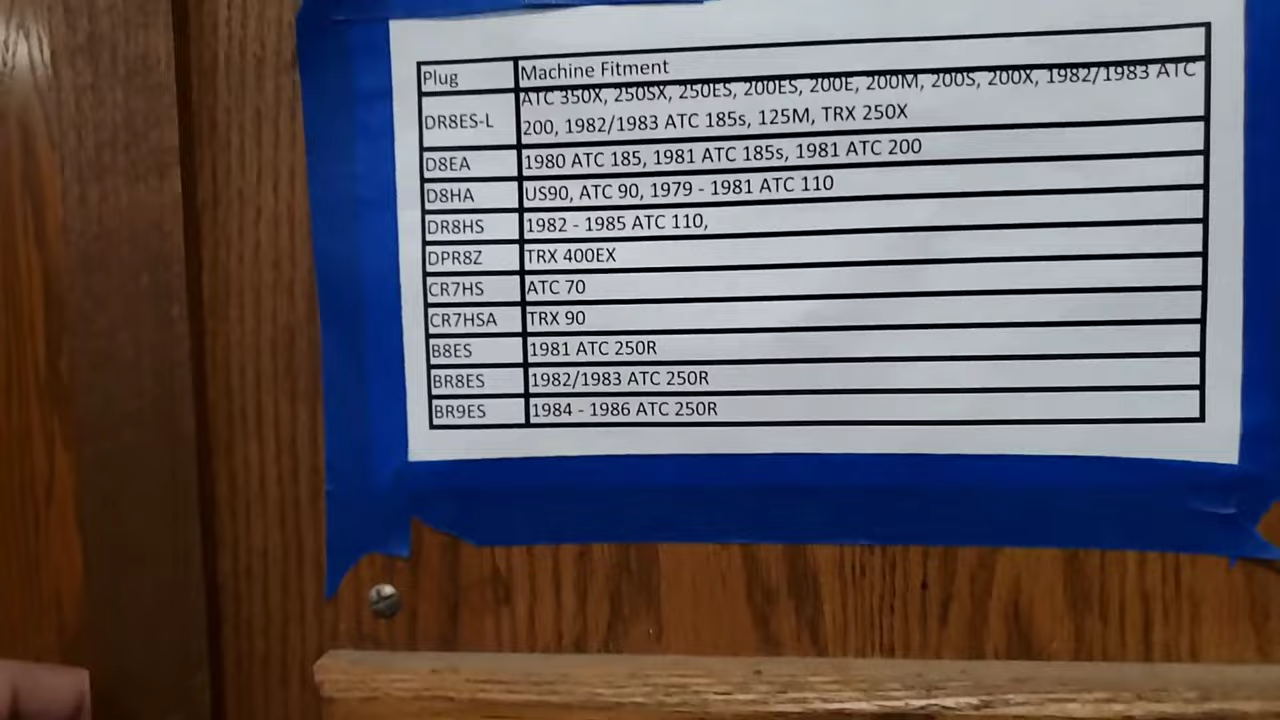 Plug Machine Fitment
DR8ES-L ATC 350X, 250SX, 250ES, 200ES, 200E, 200M, 200S, 200X, 1982/1983 ATC
200, 1982/1983 ATC 185s, 125M, TRX 250X
D8EA 1980 ATC 185, 1981 ATC 185s, 1981 ATC 200
D8HA US90, ATC 90, 1979 - 1981 ATC 110
DR8HS 1982 - 1985 ATC 110,
DPR8Z TRX 400EX
CR7HS ATC 70
CR7HSA TRX 90
B8ES 1981 ATC 250R
BR8ES 1982/1983 ATC 250R
BR9ES 1984 - 1986 ATC 250R